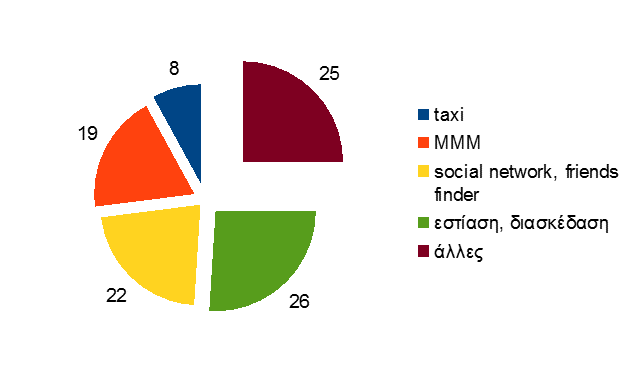 8
25
19
22
26
taxi
MMM
social network, friends
finder
εστίαση, διασκέδαση
άλλες